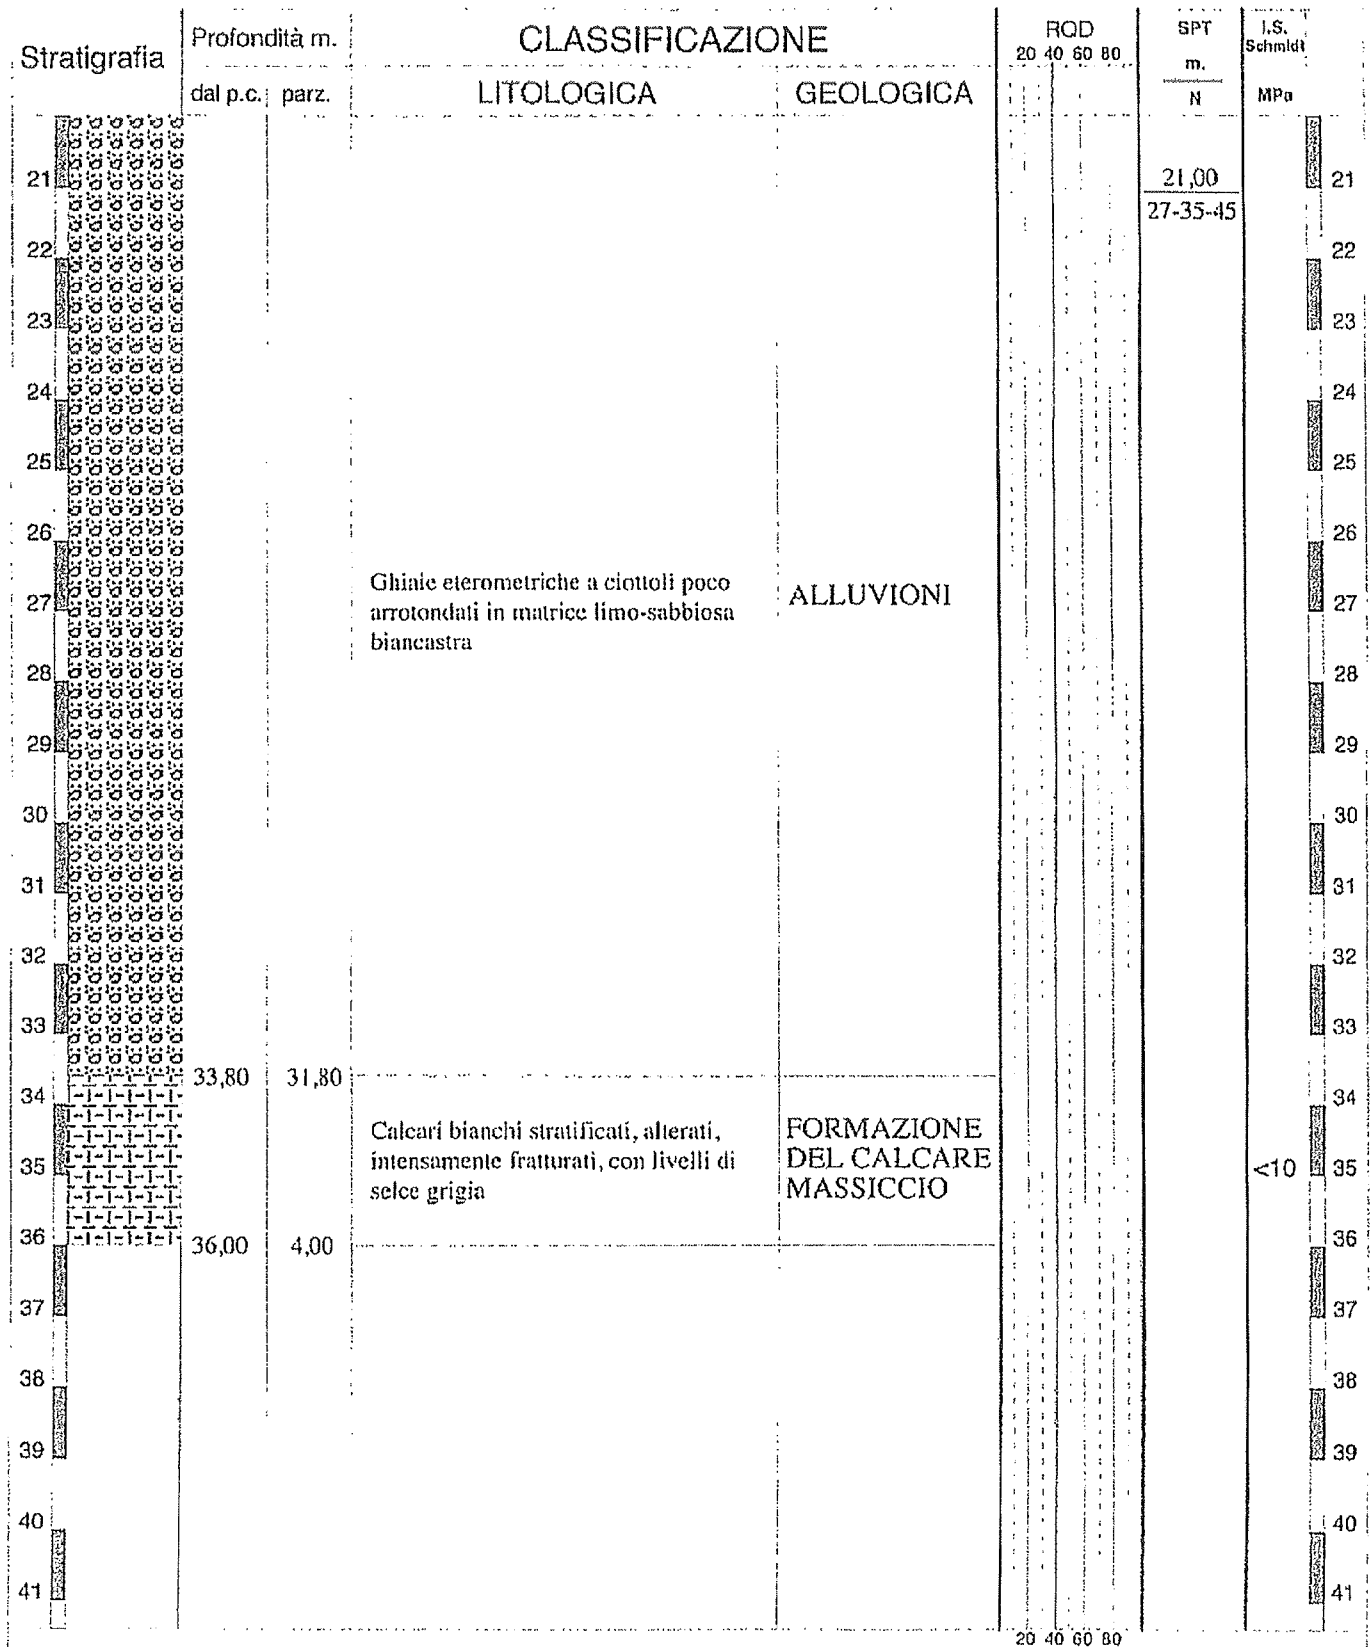 Stratigrafia
Profondità m.
CLASSIFICAZIONE
RQD
20 40 60 80
SPT
m.
N
I.S.
Schmidt
MPa
dal p.c. parz.
LITOLOGICA
GEOLOGICA
21
21,00
27-35-45
21
22
22
23
23
24
24
25
25
26
26
27
Ghiaie eterometriche a ciottoli poco
arrotondati in matrice limo-sabbiosa
biancastra
ALLUVIONI
27
28
28
29
29
30
30
31
31
32
32
33
33
33,80 31,80
34
34
Calcari bianchi stratificati, alterati,
intensamente fratturati, con livelli di
selce grigia
FORMAZIONE
DEL CALCARE
MASSICCIO
35
<10
35
36
36,00 4,00
36
37
37
38
38
39
39
40
40
41
41
20 40 60 80